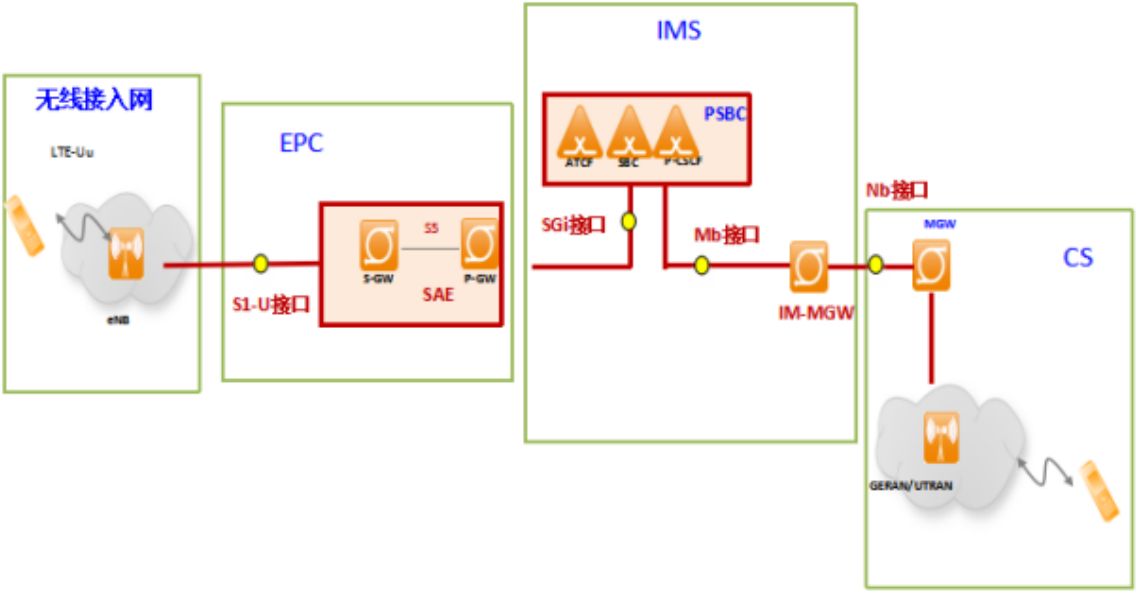 无线接入网
LTE-Uu
eNB
S1-U接口
EPC
S5
S-GW
P-GW
SAE
IMS
PSBC
ATCF
SBC
P-CSCF
SGi接口
Mb接口
IM-MGW
Nb接口
MGW
CS
GERAN/UTRAN